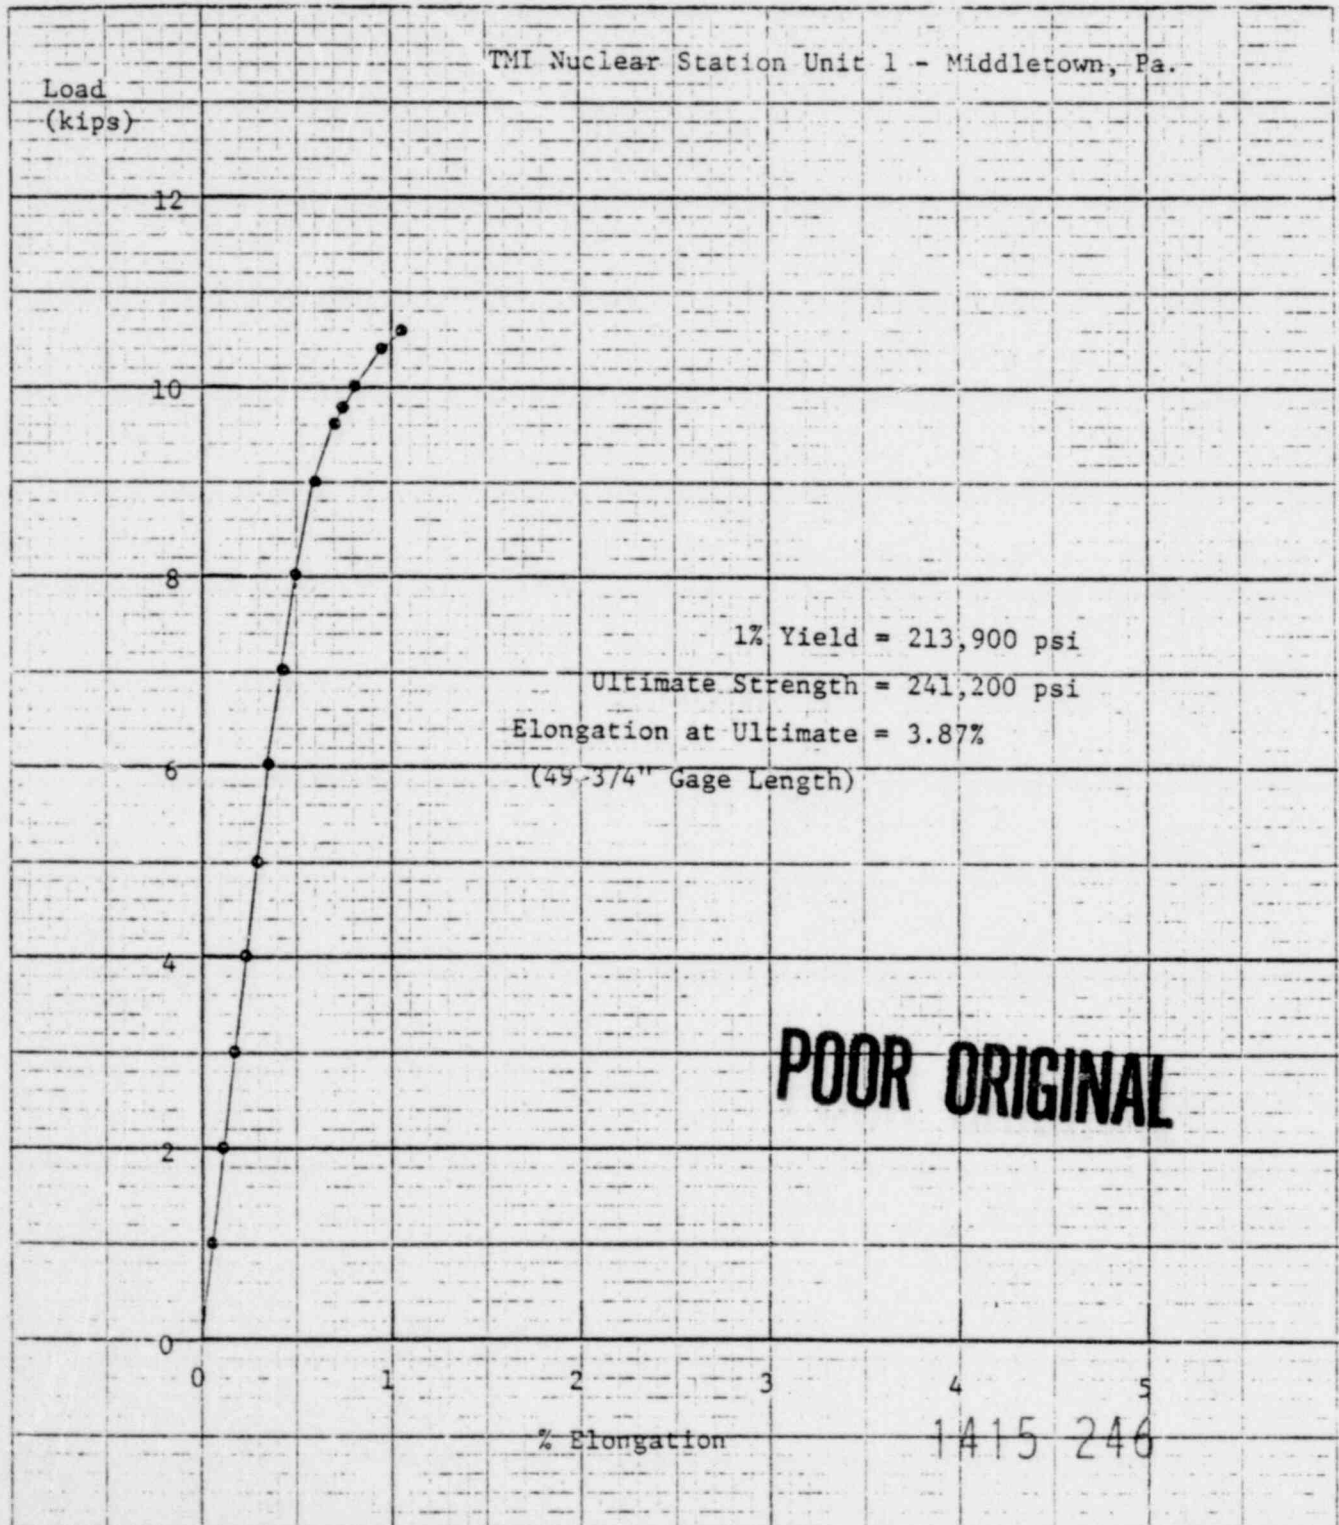 TMI Nuclear Station Unit 1 - Middletown, Pa.
Load
(kips)
12
10
8
1% Yield = 213,900 psi
Ultimate Strength = 241,200 psi
Elongation at Ultimate = 3.87%
6
(49-3/4" Gage Length)
4
POOR ORIGINAL
2
0
0 1 2 3 4 5
% Elongation
1415 246